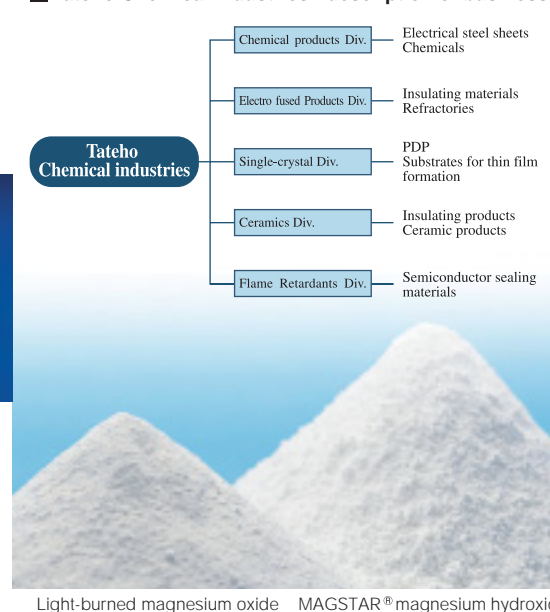 Chemical products Div.
Electrical steel sheets
Chemicals
Electro fused Products Div.
Insulating materials
Refractories
Tateho
Chemical industries
Single-crystal Div.
PDP
Substrates for thin film
formation
Ceramics Div.
Insulating products
Ceramic products
Flame Retardants Div.
Semiconductor sealing
materials
Light-burned magnesium oxide
MAGSTAR® magnesium